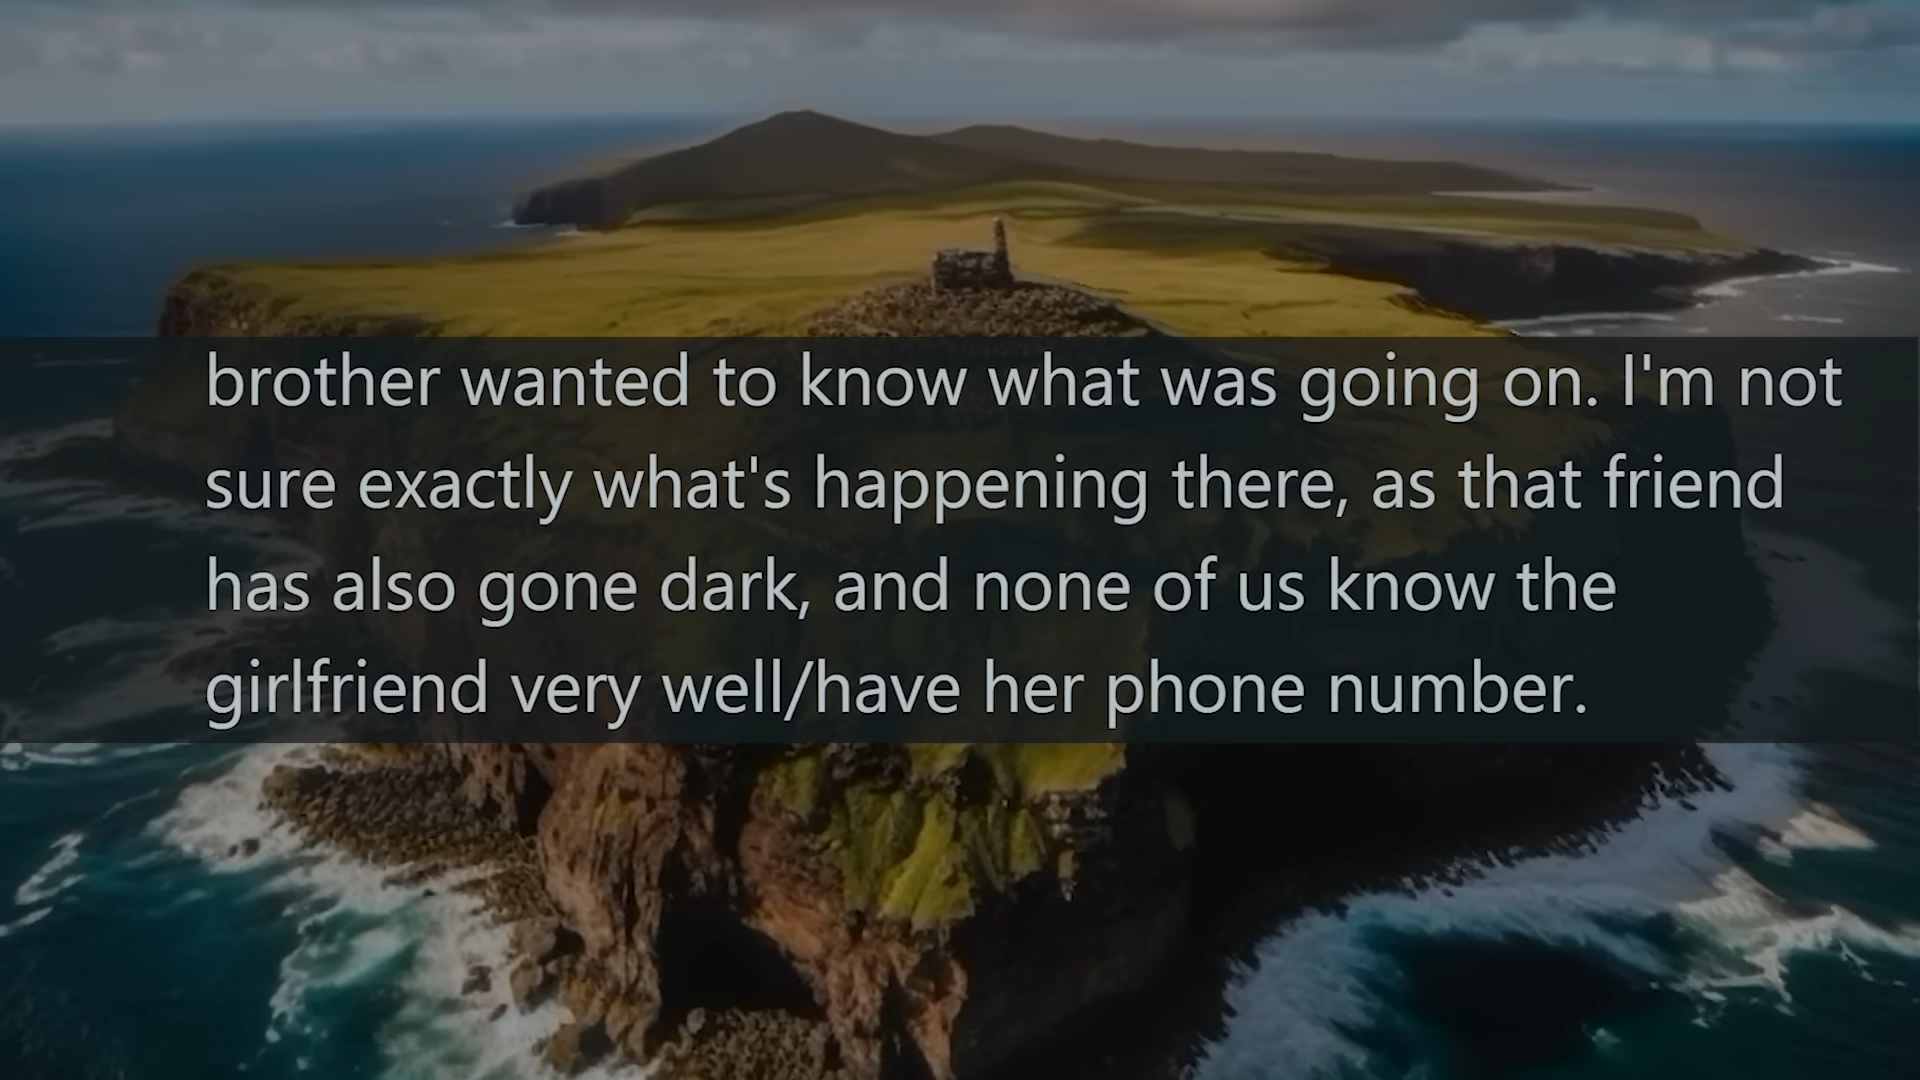 brother wanted to know what was going on. I'm not
sure exactly what's happening there, as that friend
has also gone dark, and none of us know the
girlfriend very well/have her phone number.